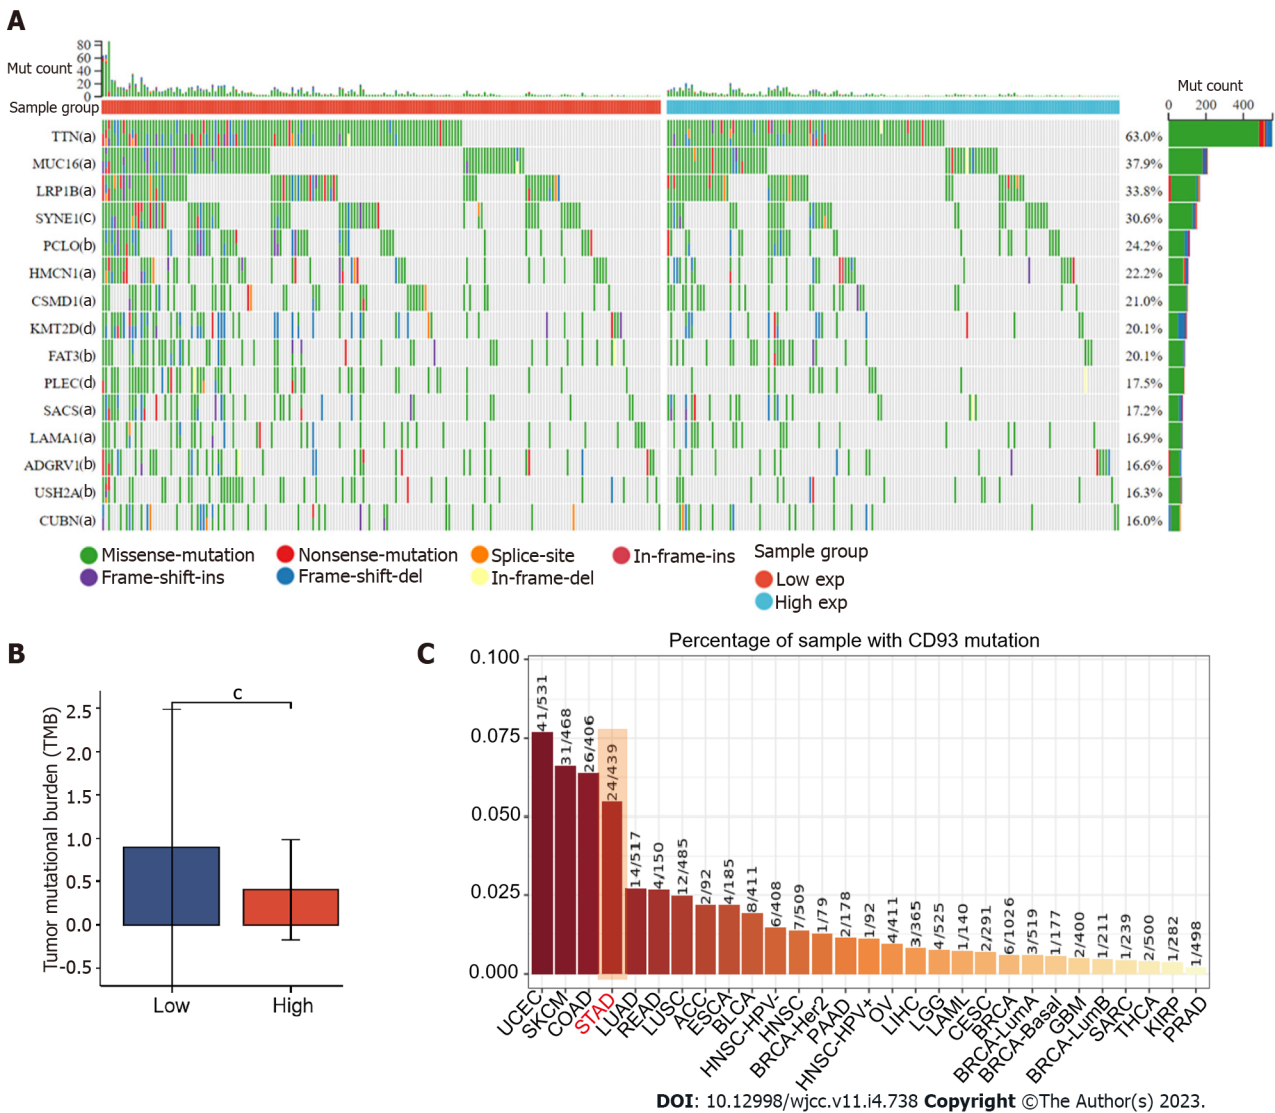 A
80
60
40
20
0
Mut count
Sample group
Mut count
0 200 400
TTN(a) 63.0%
MUC16(a) 37.9%
LRP1B(a) 33.8%
SYNE1(c) 30.6%
PCLO(b) 24.2%
HMCN1(a) 22.2%
CSMD1(a) 21.0%
KMT2D(d) 20.1%
FAT3(b) 20.1%
PLEC(d) 17.5%
SACS(a) 17.2%
LAMA1(a) 16.9%
ADGRV1(b) 16.6%
USH2A(b) 16.3%
CUBN(a) 16.0%
Missense-mutation Nonsense-mutation Splice-site In-frame-ins
Frame-shift-ins Frame-shift-del In-frame-del
Sample group
Low exp
High exp
B
Tumor mutational burden (TMB)
2.5
2.0
1.5
1.0
0.5
0.0
-0.5
c
Low High
C
Percentage of sample with CD93 mutation
0.100
0.075
0.050
0.025
0.000
41/531
31/468
26/406
24/439
14/517
4/150
12/485
2/92
4/185
8/411
6/408
7/509
1/79
2/178
1/92
4/411
3/365
4/525
1/140
2/291
6/1026
3/519
1/177
2/400
1/211
1/239
2/500
1/282
1/498
UCEC
SKCM
COAD
STAD
LUAD
READ
LUSC
ACC
ESCA
BLCA
HNSC-HPV-
HNSC
BRCA-Her2
PAAD
HNSC-HPV+
OV
LIHC
LGG
LAML
CESC
BRCA
BRCA-LumA
BRCA-Basal
GBM
BRCA-LumB
SARC
THCA
KIRP
PRAD
DOI: 10.12998/wjcc.v11.i4.738 Copyright ©The Author(s) 2023.